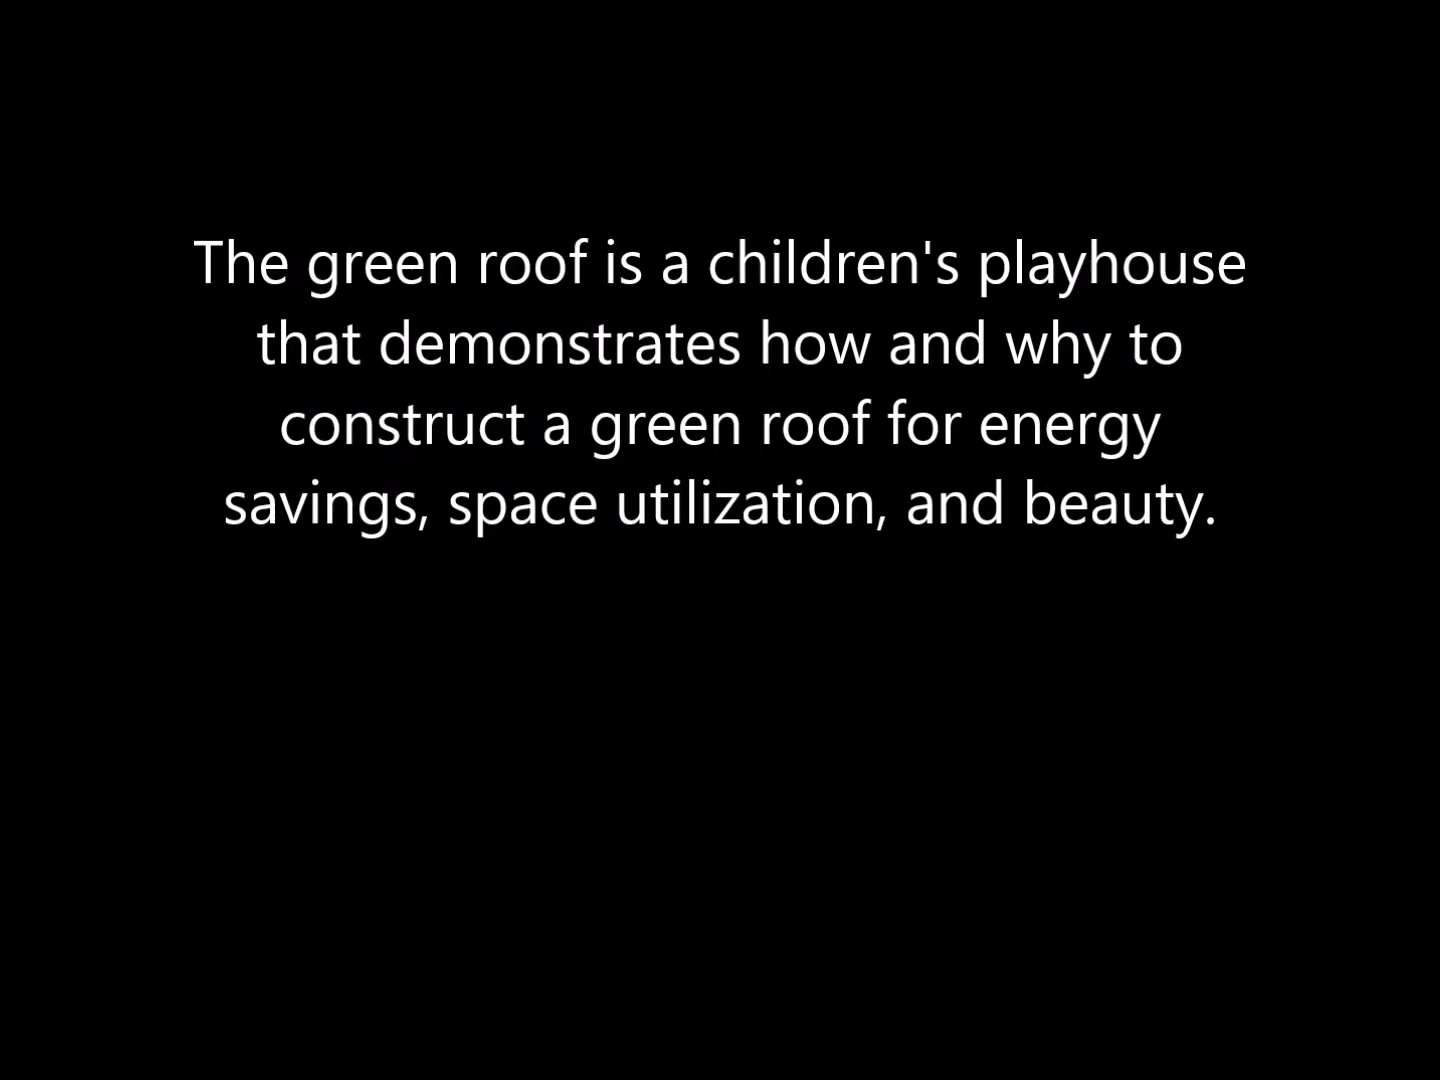 The green roof is a children's playhouse
that demonstrates how and why to
construct a green roof for energy
savings, space utilization, and beauty.